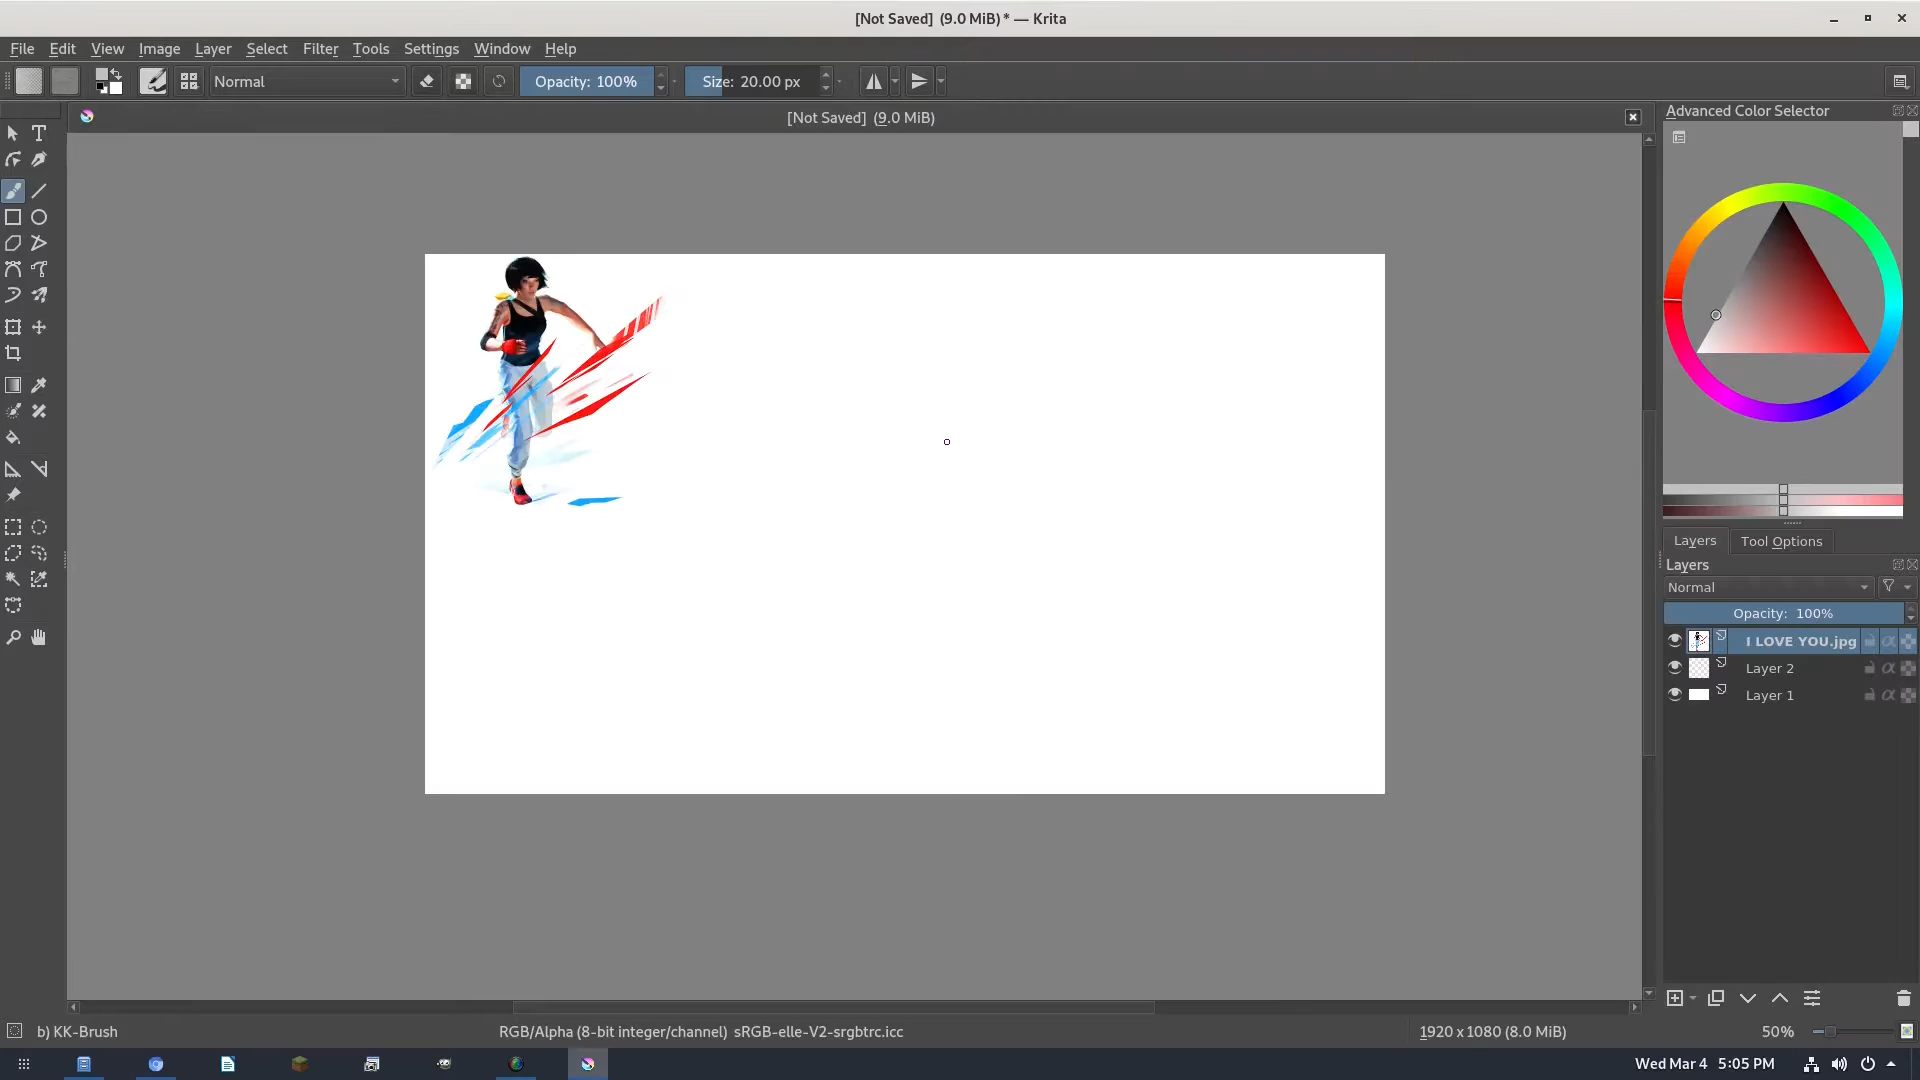 [Not Saved] (9.0 MiB) * — Krita
File Edit View Image Layer Select Filter Tools Settings Window Help
Normal Opacity: 100% Size: 20.00 px
[Not Saved] (9.0 MiB)
Advanced Color Selector
Layers Tool Options
Layers
Normal
Opacity: 100%
I LOVE YOU.jpg
Layer 2
Layer 1
b) KK-Brush RGB/Alpha (8-bit integer/channel) sRGB-elle-V2-srgbtrc.icc 1920 x 1080 (8.0 MiB) 50%
Wed Mar 4 5:05 PM